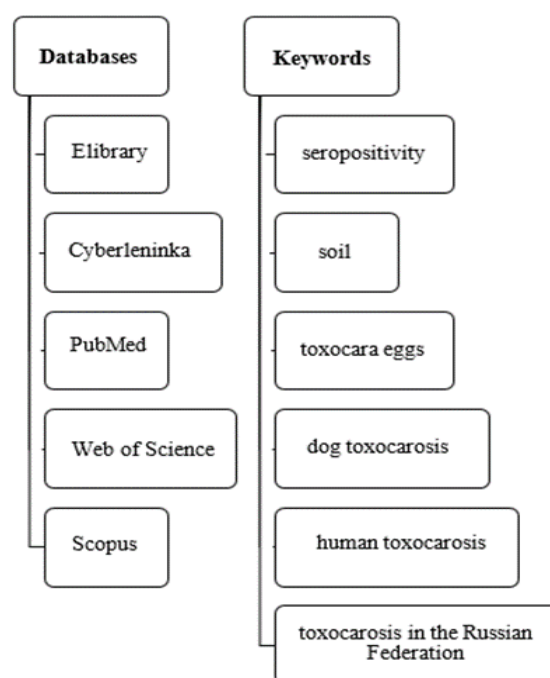 Databases
Elibrary
Cyberleninka
PubMed
Web of Science
Scopus
Keywords
seropositivity
soil
toxocara eggs
dog toxocarosis
human toxocarosis
toxocarosis in the Russian
Federation